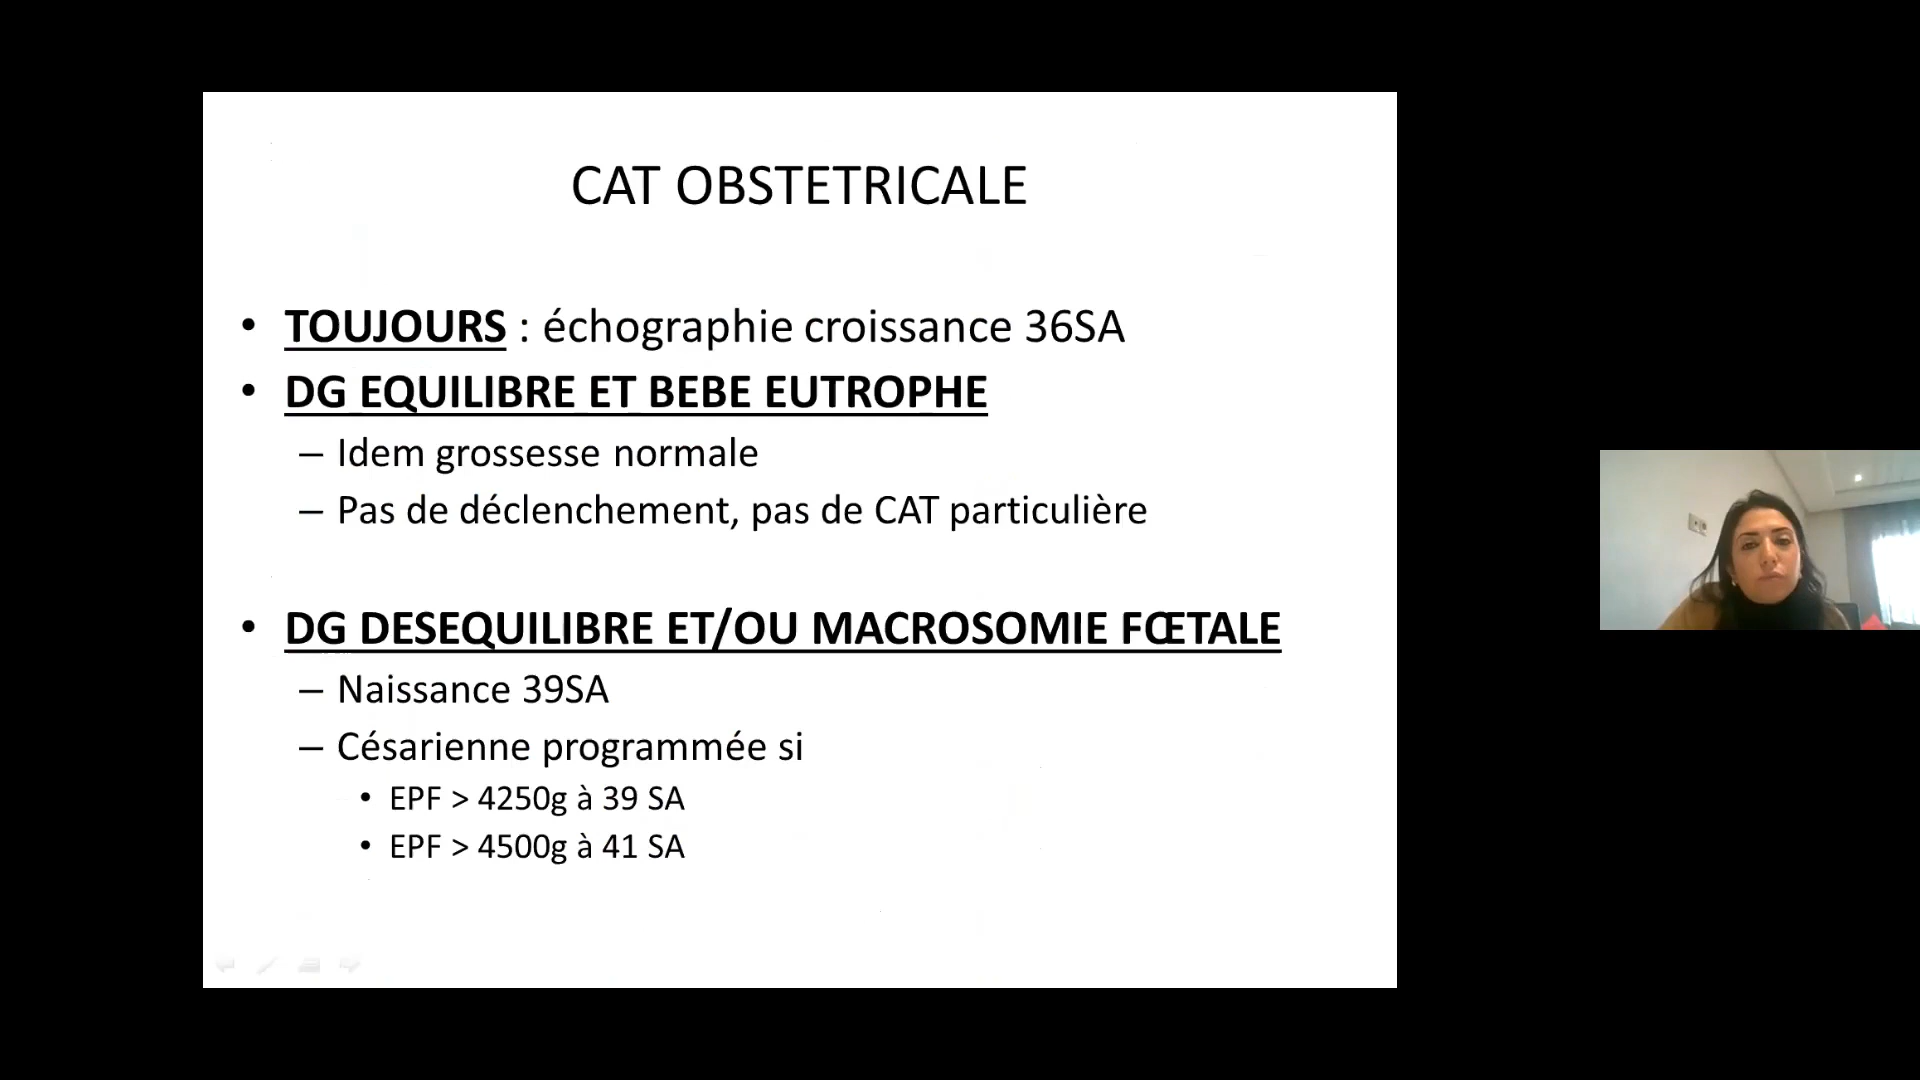 CAT OBSTETRICALE
• TOUJOURS : échographie croissance 36SA
• DG EQUILIBRE ET BEBE EUTROPHE
– Idem grossesse normale
– Pas de déclenchement, pas de CAT particulière
• DG DESEQUILIBRE ET/OU MACROSOMIE FŒTALE
– Naissance 39SA
– Césarienne programmée si
• EPF > 4250g à 39 SA
• EPF > 4500g à 41 SA